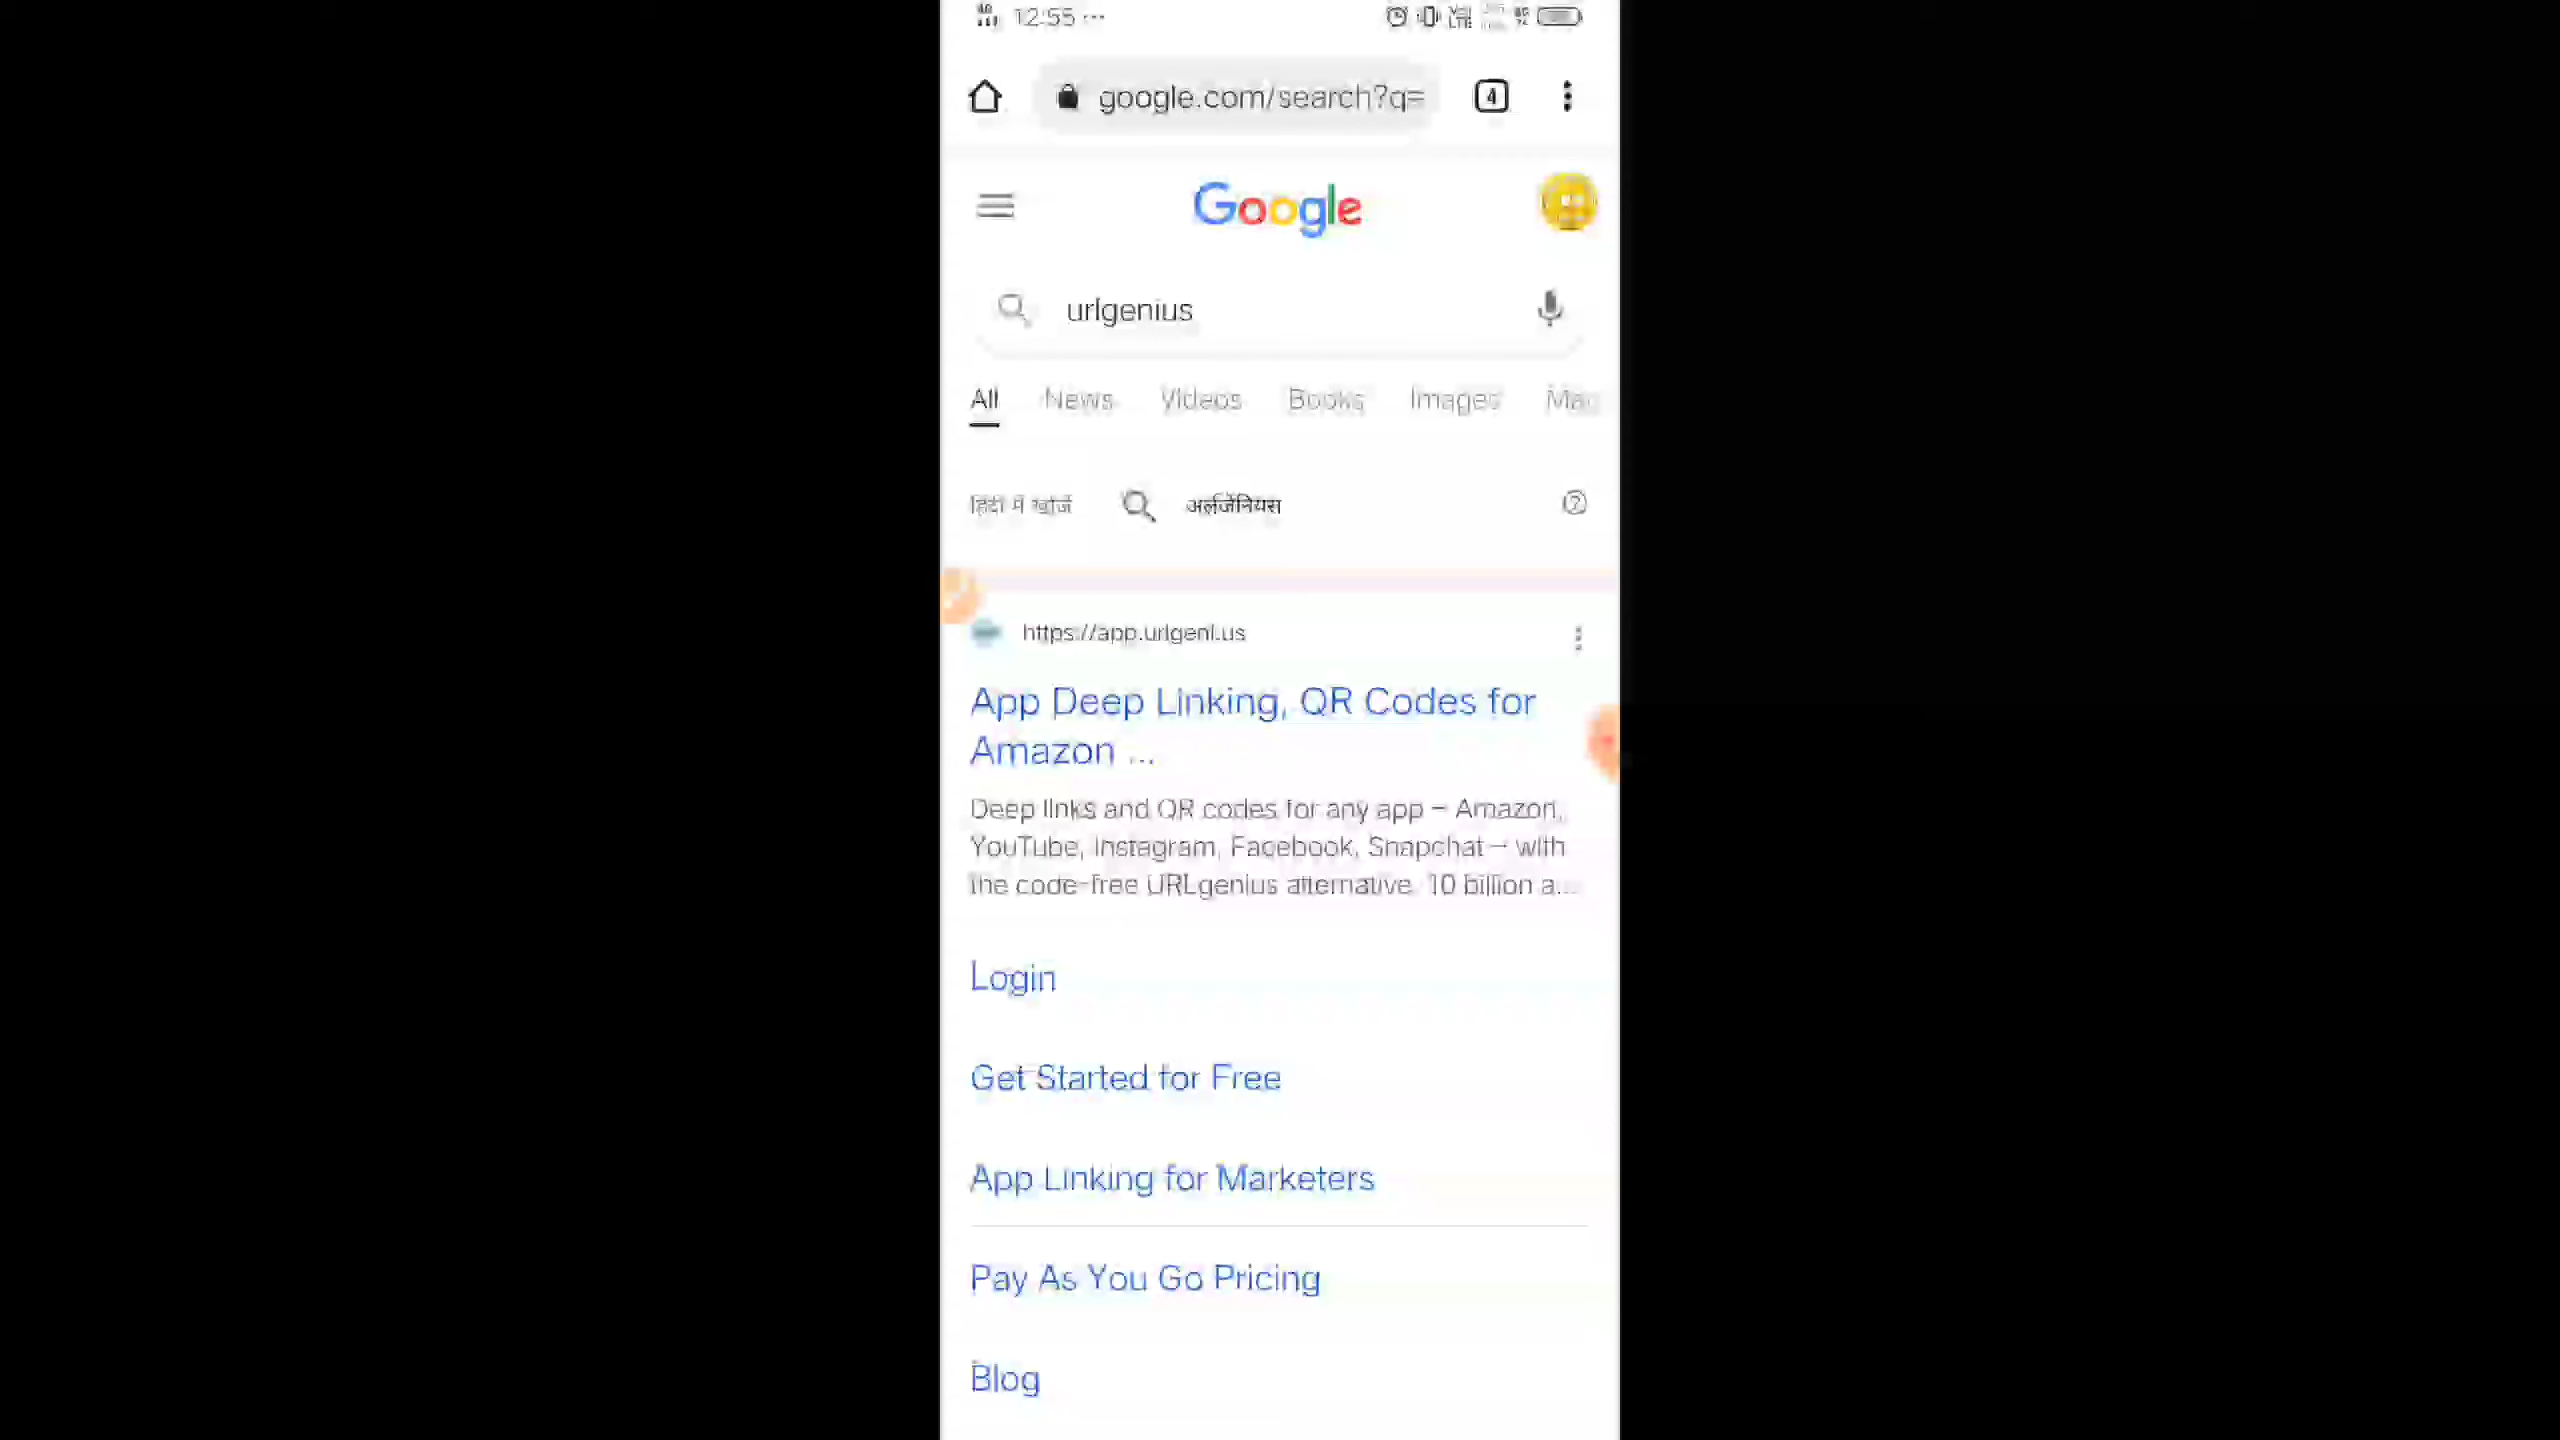 12:55 ...
google.com/search?q=
4
Google
urlgenius
All News Videos Books Images
हिंदी में खोजें अर्लजेनियस
https://app.urlgeni.us
App Deep Linking, QR Codes for
Amazon ...
Deep links and QR codes for any app – Amazon,
YouTube, Instagram, Facebook, Snapchat – with
the code-free URLgenius alternative. 10 billion a...
Login
Get Started for Free
App Linking for Marketers
Pay As You Go Pricing
Blog